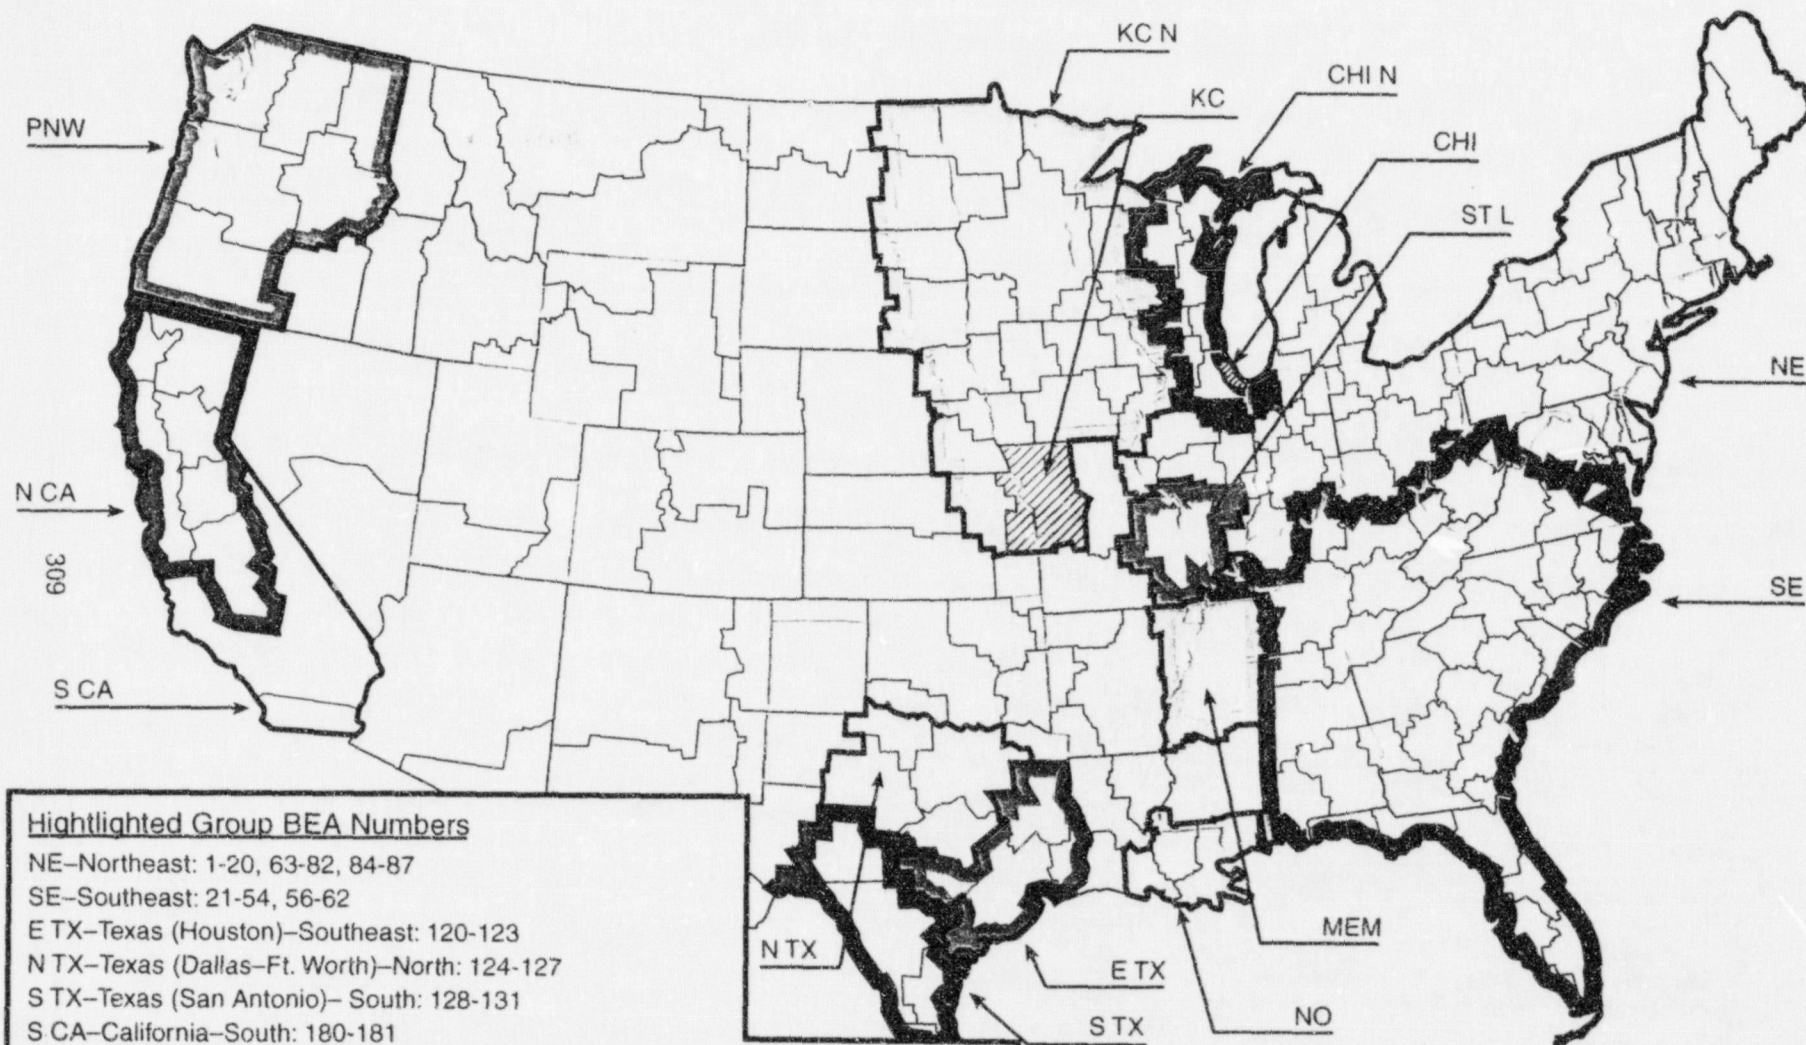 KC N
CHI N
KC
PNW
CHI
ST L
NE
N CA
309
SE
S CA
Hightlighted Group BEA Numbers
NE–Northeast: 1-20, 63-82, 84-87
SE–Southeast: 21-54, 56-62
E TX–Texas (Houston)–Southeast: 120-123
N TX–Texas (Dallas–Ft. Worth)–North: 124-127
S TX–Texas (San Antonio)– South: 128-131
S CA–California–South: 180-181
N TX
E TX
S TX
NO
MEM